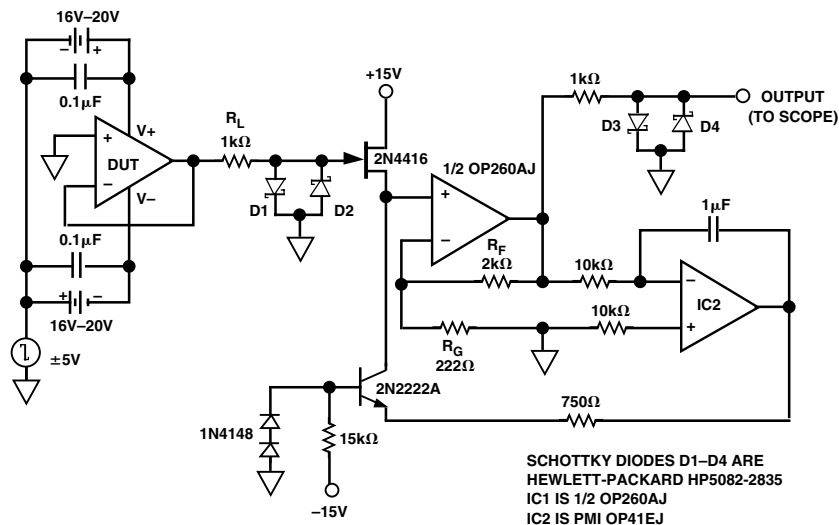 16V–20V
– +
0.1µF
V+
+
DUT
–
V–
0.1µF
+ –
16V–20V
±5V
RL
1kΩ
D1
D2
+15V
2N4416
1/2 OP260AJ
+
–
1kΩ
D3
D4
OUTPUT
(TO SCOPE)
1µF
RF
2kΩ
10kΩ
–
IC2
+
10kΩ
RG
222Ω
2N2222A
750Ω
1N4148
15kΩ
–15V
SCHOTTKY DIODES D1–D4 ARE
HEWLETT-PACKARD HP5082-2835
IC1 IS 1/2 OP260AJ
IC2 IS PMI OP41EJ